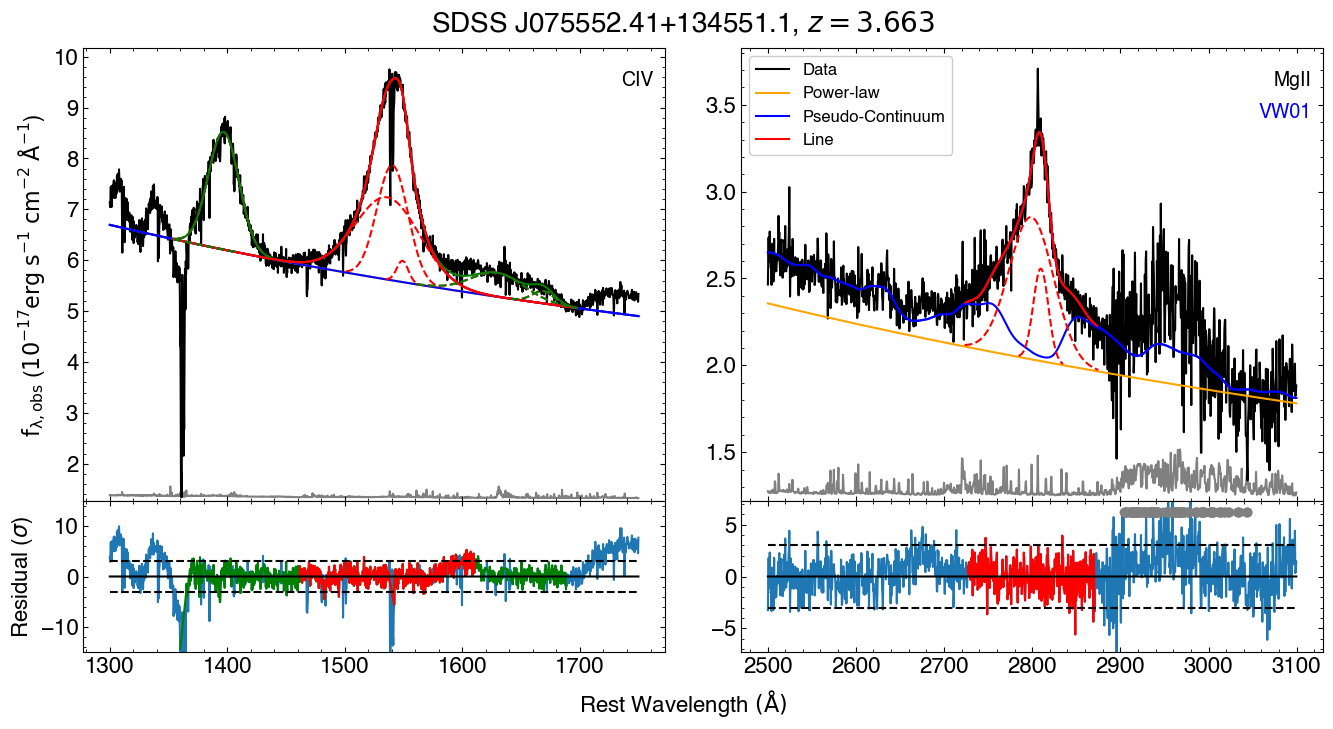 SDSS J075552.41+134551.1, z = 3.663
10
9
8
7
6
5
4
3
2
f_λ,obs (10⁻¹⁷erg s⁻¹ cm⁻² Å⁻¹)
CIV
3.5
3.0
2.5
2.0
1.5
Data
Power-law
Pseudo-Continuum
Line
MgII
VW01
10
0
−10
Residual (σ)
5
0
−5
1300 1400 1500 1600 1700
2500 2600 2700 2800 2900 3000 3100
Rest Wavelength (Å)